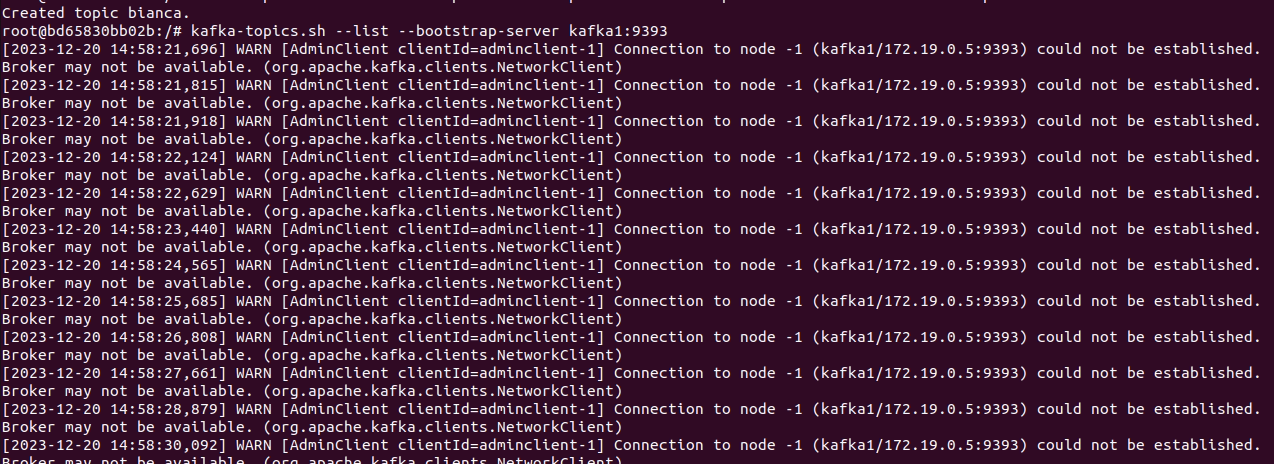 Created topic bianca.
root@bd65830bb02b:/# kafka-topics.sh --list --bootstrap-server kafka1:9393
[2023-12-20 14:58:21,696] WARN [AdminClient clientId=adminclient-1] Connection to node -1 (kafka1/172.19.0.5:9393) could not be established.
Broker may not be available. (org.apache.kafka.clients.NetworkClient)
[2023-12-20 14:58:21,815] WARN [AdminClient clientId=adminclient-1] Connection to node -1 (kafka1/172.19.0.5:9393) could not be established.
Broker may not be available. (org.apache.kafka.clients.NetworkClient)
[2023-12-20 14:58:21,918] WARN [AdminClient clientId=adminclient-1] Connection to node -1 (kafka1/172.19.0.5:9393) could not be established.
Broker may not be available. (org.apache.kafka.clients.NetworkClient)
[2023-12-20 14:58:22,124] WARN [AdminClient clientId=adminclient-1] Connection to node -1 (kafka1/172.19.0.5:9393) could not be established.
Broker may not be available. (org.apache.kafka.clients.NetworkClient)
[2023-12-20 14:58:22,629] WARN [AdminClient clientId=adminclient-1] Connection to node -1 (kafka1/172.19.0.5:9393) could not be established.
Broker may not be available. (org.apache.kafka.clients.NetworkClient)
[2023-12-20 14:58:23,440] WARN [AdminClient clientId=adminclient-1] Connection to node -1 (kafka1/172.19.0.5:9393) could not be established.
Broker may not be available. (org.apache.kafka.clients.NetworkClient)
[2023-12-20 14:58:24,565] WARN [AdminClient clientId=adminclient-1] Connection to node -1 (kafka1/172.19.0.5:9393) could not be established.
Broker may not be available. (org.apache.kafka.clients.NetworkClient)
[2023-12-20 14:58:25,685] WARN [AdminClient clientId=adminclient-1] Connection to node -1 (kafka1/172.19.0.5:9393) could not be established.
Broker may not be available. (org.apache.kafka.clients.NetworkClient)
[2023-12-20 14:58:26,808] WARN [AdminClient clientId=adminclient-1] Connection to node -1 (kafka1/172.19.0.5:9393) could not be established.
Broker may not be available. (org.apache.kafka.clients.NetworkClient)
[2023-12-20 14:58:27,661] WARN [AdminClient clientId=adminclient-1] Connection to node -1 (kafka1/172.19.0.5:9393) could not be established.
Broker may not be available. (org.apache.kafka.clients.NetworkClient)
[2023-12-20 14:58:28,879] WARN [AdminClient clientId=adminclient-1] Connection to node -1 (kafka1/172.19.0.5:9393) could not be established.
Broker may not be available. (org.apache.kafka.clients.NetworkClient)
[2023-12-20 14:58:30,092] WARN [AdminClient clientId=adminclient-1] Connection to node -1 (kafka1/172.19.0.5:9393) could not be established.
Broker may not be available. (org.apache.kafka.clients.NetworkClient)